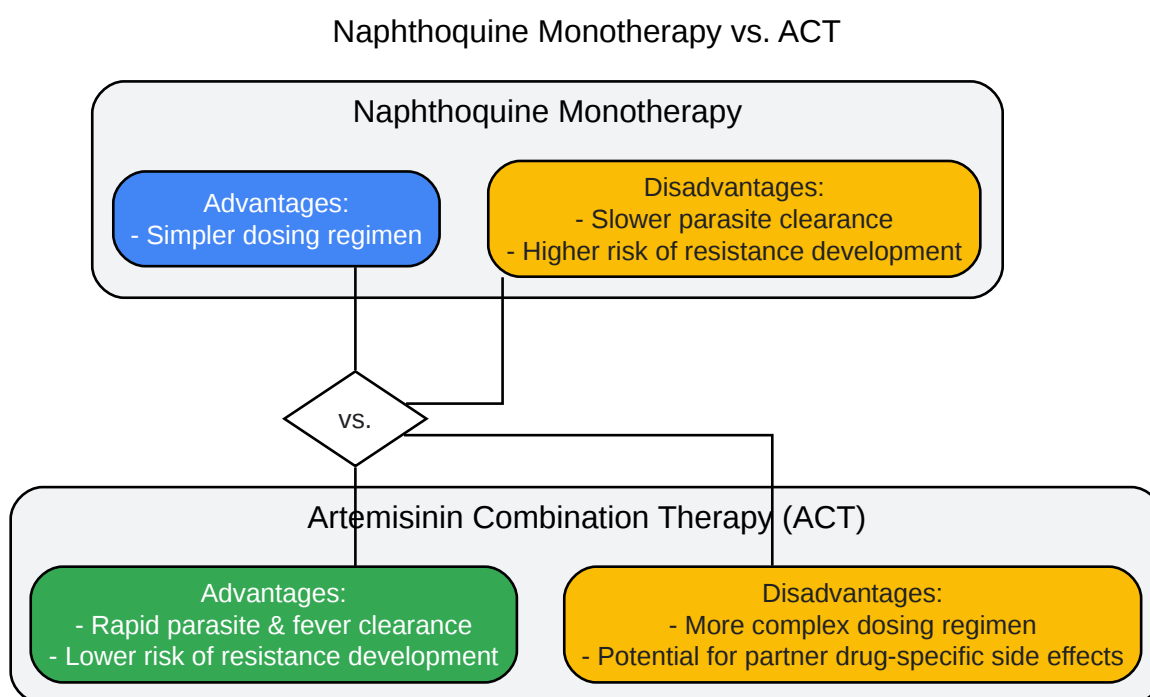 Naphthoquine Monotherapy vs. ACT
Naphthoquine Monotherapy
Advantages:
- Simpler dosing regimen
Disadvantages:
- Slower parasite clearance
- Higher risk of resistance development
vs.
Artemisinin Combination Therapy (ACT)
Advantages:
- Rapid parasite & fever clearance
- Lower risk of resistance development
Disadvantages:
- More complex dosing regimen
- Potential for partner drug-specific side effects